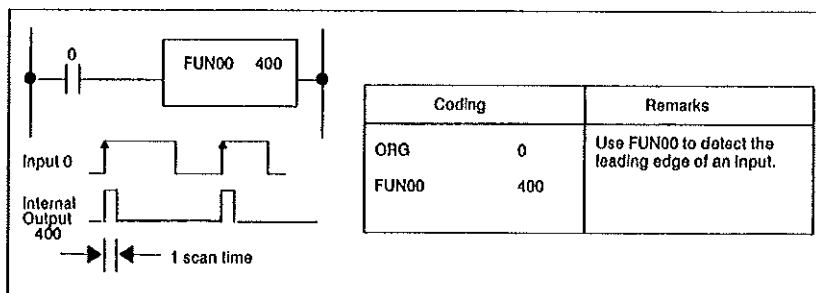 0
FUN00 400
Input 0
Internal
Output
400
1 scan time
Coding Remarks
ORG 0 Use FUN00 to detect the
leading edge of an input.
FUN00 400